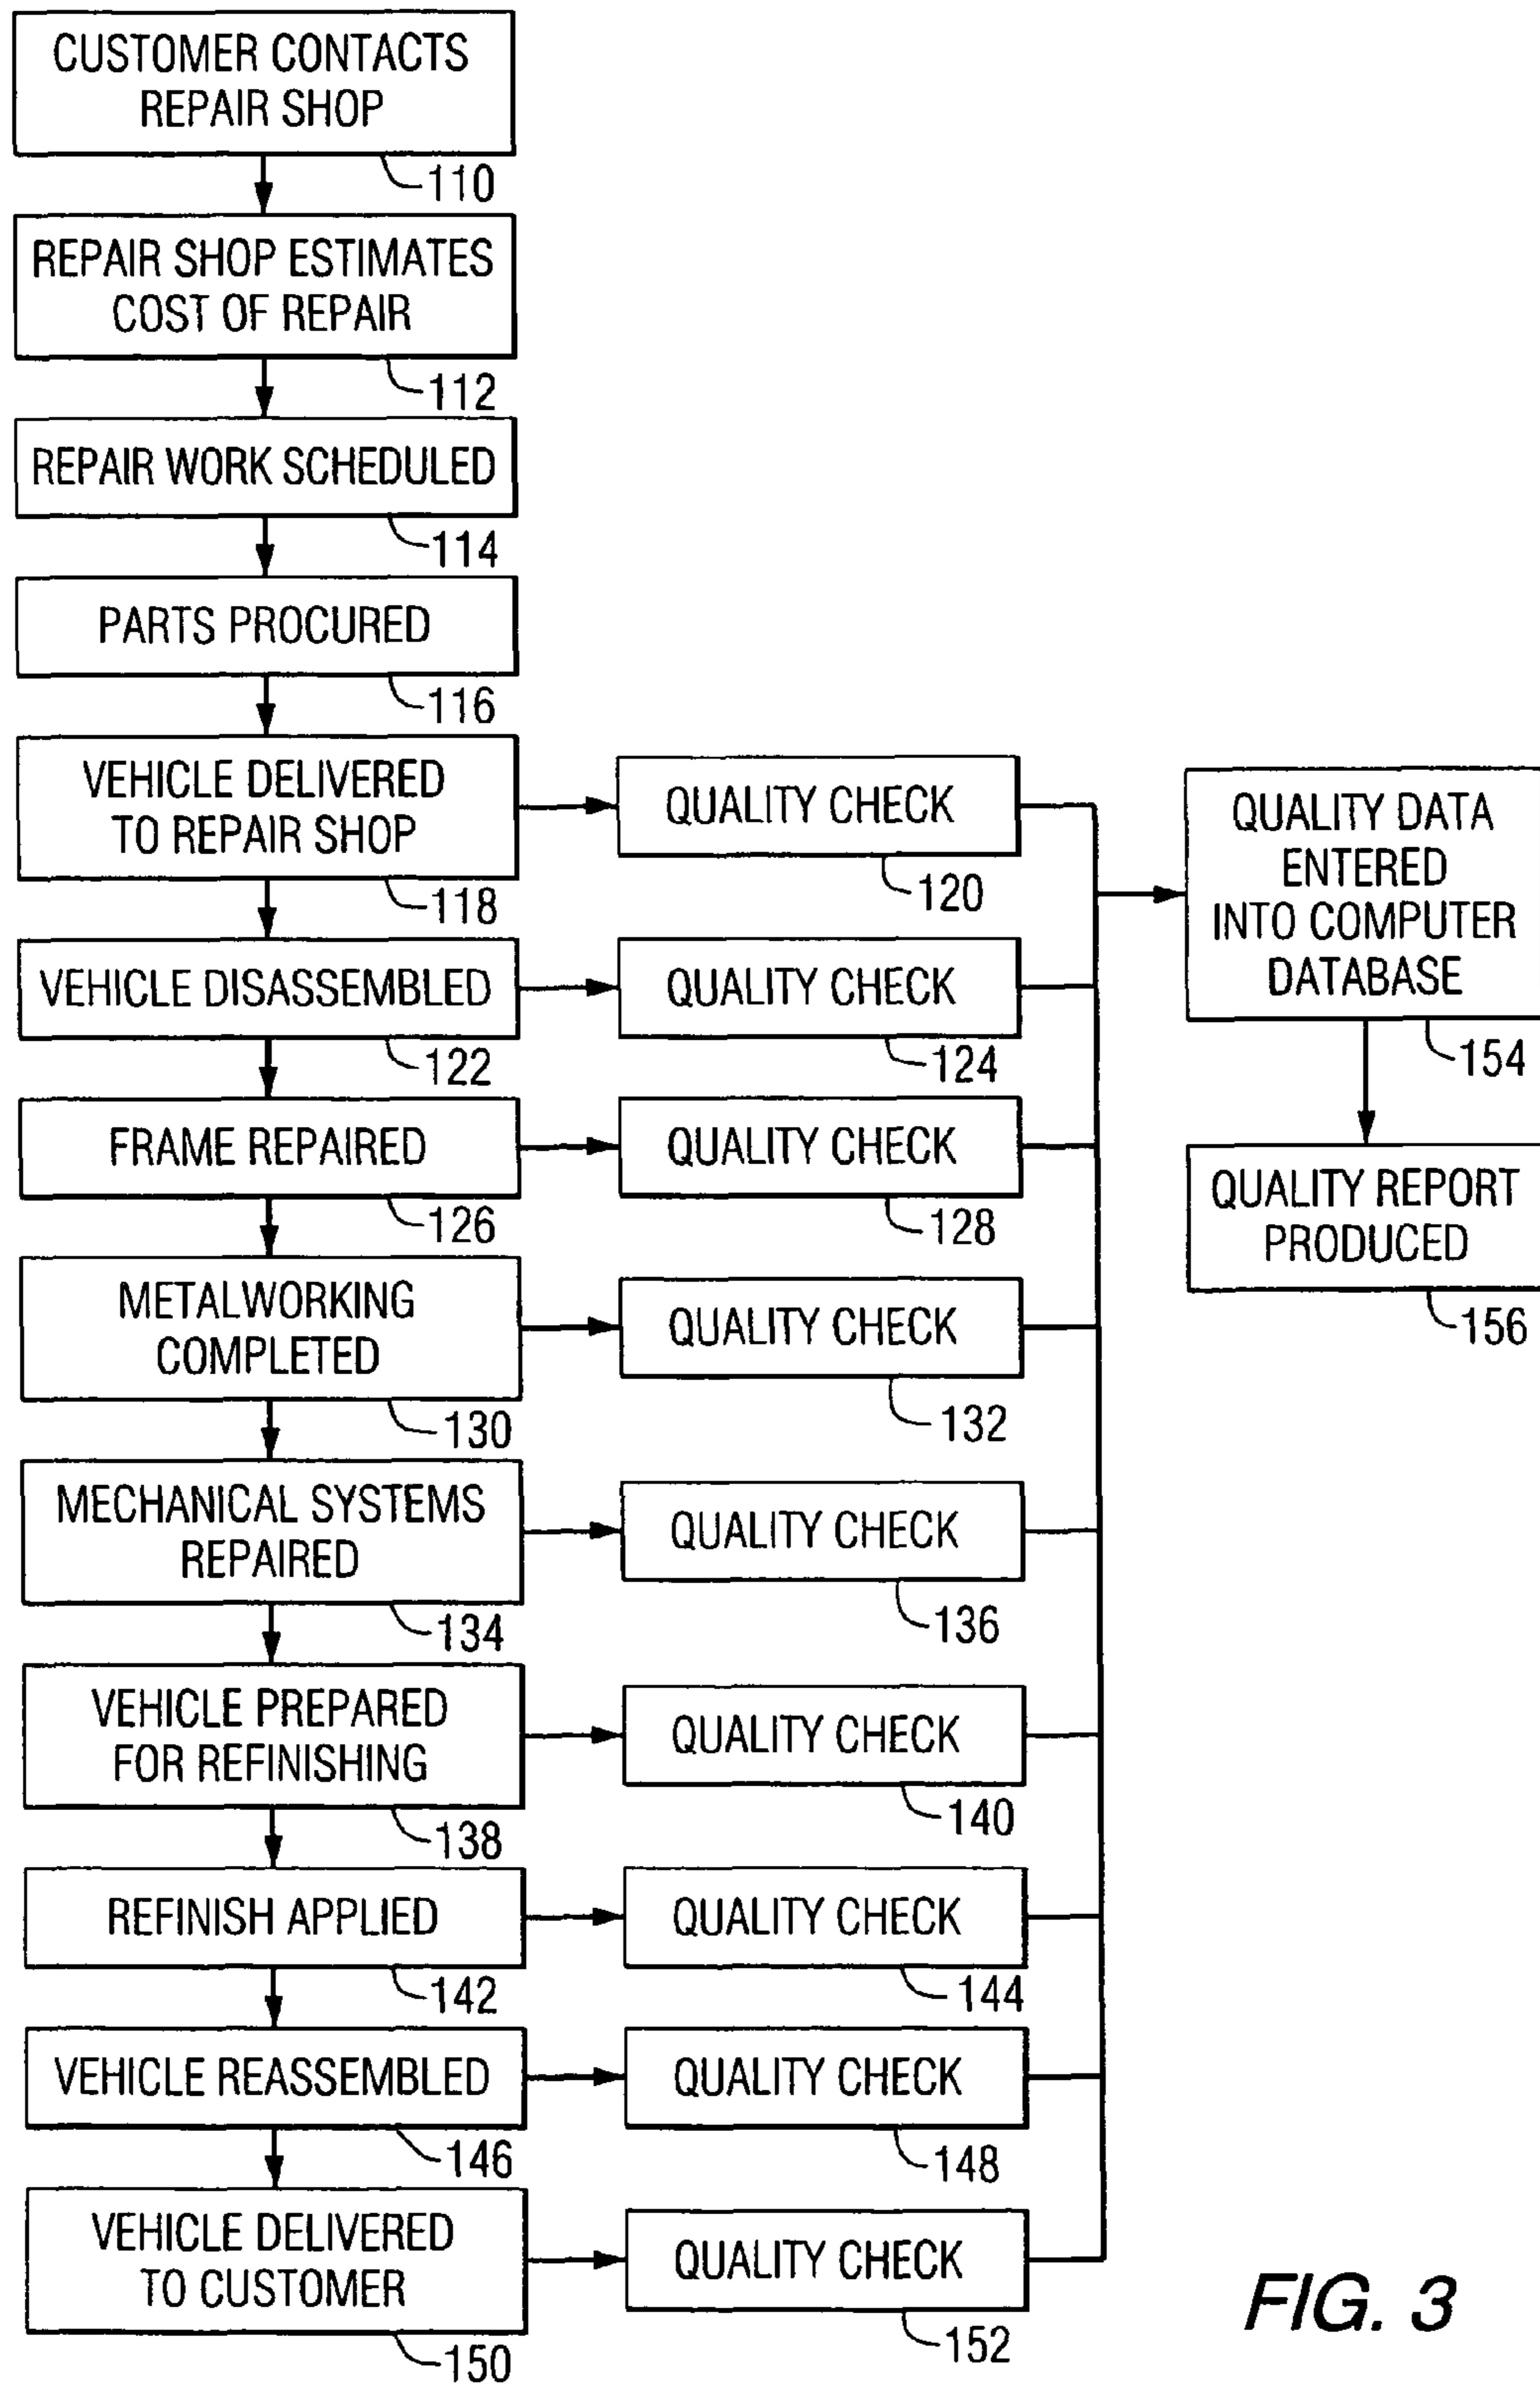 CUSTOMER CONTACTS
REPAIR SHOP
110
REPAIR SHOP ESTIMATES
COST OF REPAIR
112
REPAIR WORK SCHEDULED
114
PARTS PROCURED
116
VEHICLE DELIVERED
TO REPAIR SHOP
118
QUALITY CHECK
120
VEHICLE DISASSEMBLED
122
QUALITY CHECK
124
FRAME REPAIRED
126
QUALITY CHECK
128
METALWORKING
COMPLETED
130
QUALITY CHECK
132
MECHANICAL SYSTEMS
REPAIRED
134
QUALITY CHECK
136
VEHICLE PREPARED
FOR REFINISHING
138
QUALITY CHECK
140
REFINISH APPLIED
142
QUALITY CHECK
144
VEHICLE REASSEMBLED
146
QUALITY CHECK
148
VEHICLE DELIVERED
TO CUSTOMER
150
QUALITY CHECK
152
QUALITY DATA
ENTERED
INTO COMPUTER
DATABASE
154
QUALITY REPORT
PRODUCED
156
FIG. 3